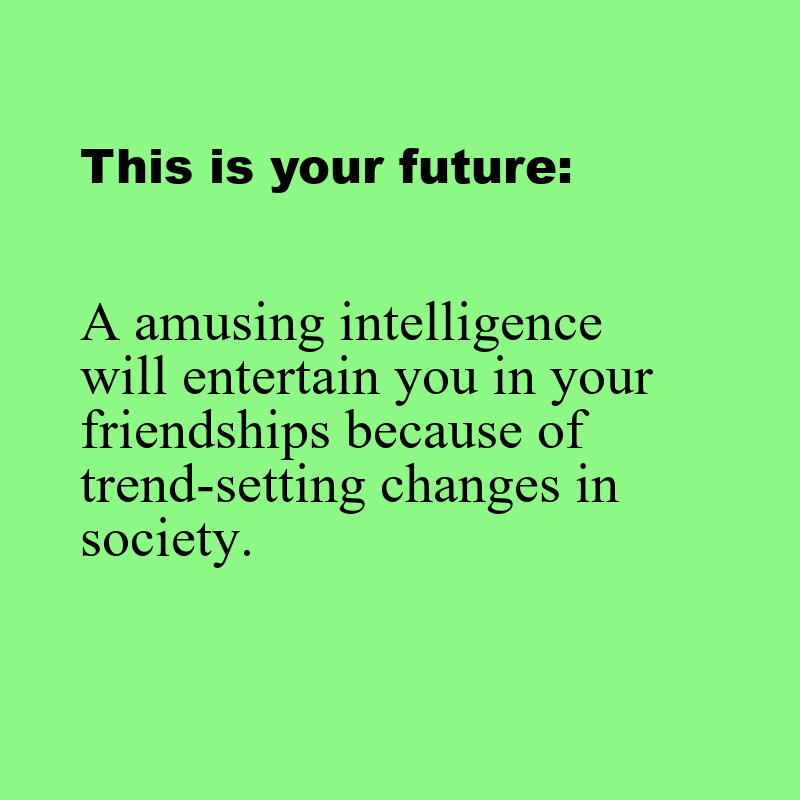 This is your future:
A amusing intelligence
will entertain you in your
friendships because of
trend-setting changes in
society.